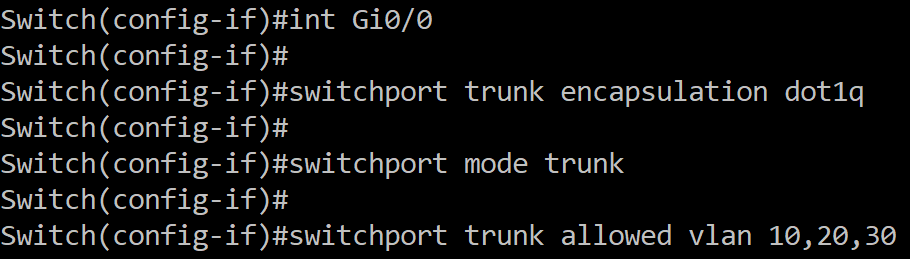 Switch(config-if)#int Gi0/0
Switch(config-if)#
Switch(config-if)#switchport trunk encapsulation dot1q
Switch(config-if)#
Switch(config-if)#switchport mode trunk
Switch(config-if)#
Switch(config-if)#switchport trunk allowed vlan 10,20,30